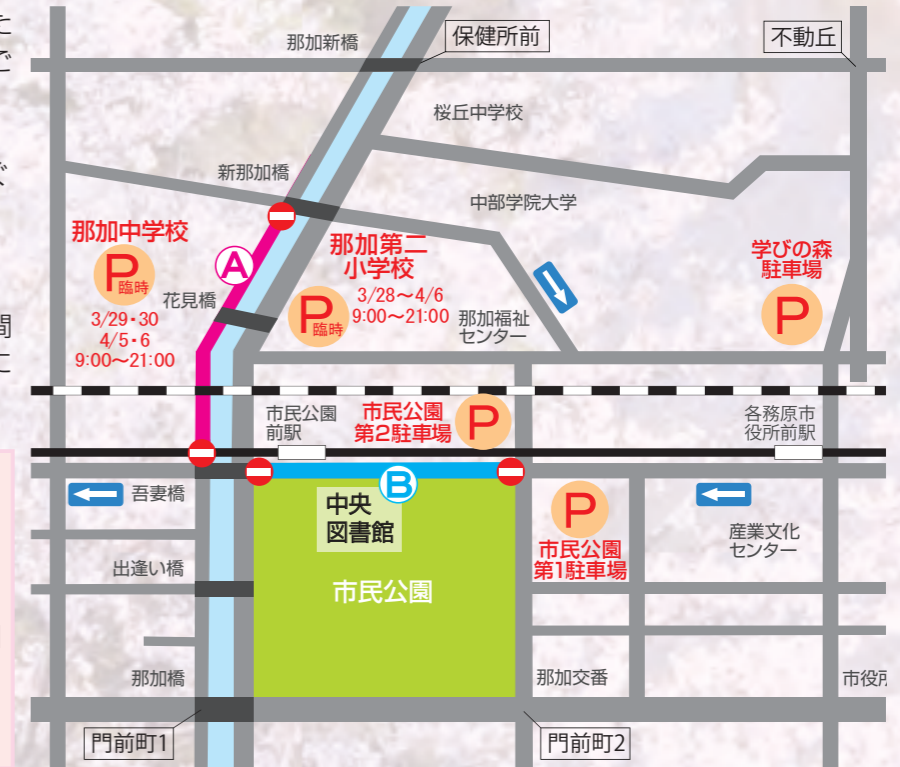 た
で
ぐ
間
に
那加新橋
保健所前
不動丘
桜丘中学校
新那加橋
中部学院大学
那加中学校
P
臨時
3/29・30
4/5・6
9:00～21:00
A
花見橋
那加第二
小学校
P
臨時
3/28～4/6
9:00～21:00
那加福祉
センター
学びの森
駐車場
P
市民公園
前駅
市民公園
第2駐車場
P
各務原市
役所前駅
吾妻橋
B
中央
図書館
P
市民公園
第1駐車場
産業文化
センター
出逢い橋
市民公園
那加橋
那加交番
市役所
門前町1
門前町2